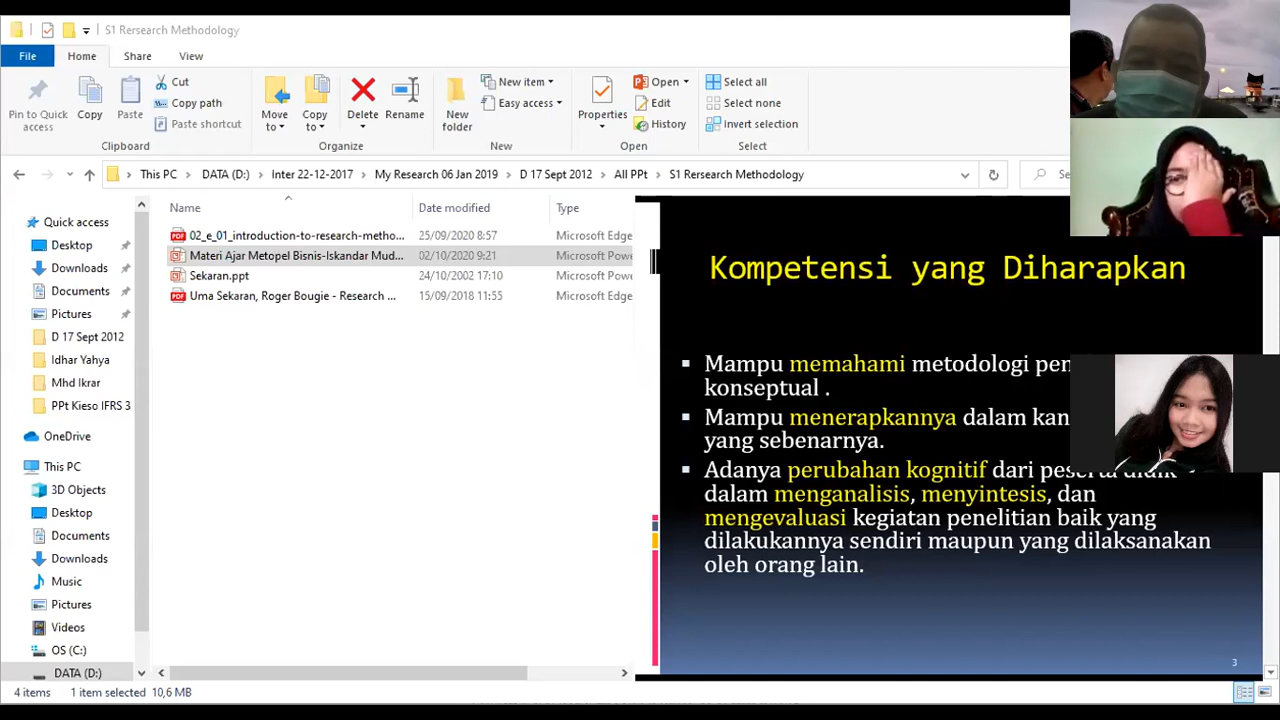 S1 Rersearch Methodology
File Home Share View
Pin to Quick access
Copy
Paste
Cut
Copy path
Paste shortcut
Clipboard
Move to
Copy to
Delete
Rename
Organize
New folder
New item
Easy access
New
Properties
Open
Edit
History
Open
Select all
Select none
Invert selection
Select
This PC
DATA (D:)
Inter 22-12-2017
My Research 06 Jan 2019
D 17 Sept 2012
All PPt
S1 Rersearch Methodology
Name Date modified Type
02_e_01_introduction-to-research-metho... 25/09/2020 8:57 Microsoft Edge
Materi Ajar Metopel Bisnis-Iskandar Mud... 02/10/2020 9:21 Microsoft Pow
Sekaran.ppt 24/10/2002 17:10 Microsoft Pow
Uma Sekaran, Roger Bougie - Research ... 15/09/2018 11:55 Microsoft Edge
Quick access
Desktop
Downloads
Documents
Pictures
D 17 Sept 2012
Idhar Yahya
Mhd Ikrar
PPt Kieso IFRS 3
OneDrive
This PC
3D Objects
Desktop
Documents
Downloads
Music
Pictures
Videos
OS (C:)
DATA (D:)
4 items 1 item selected 10,6 MB
Kompetensi yang Diharapkan
Mampu memahami metodologi pen
konseptual .
Mampu menerapkannya dalam kan
yang sebenarnya.
Adanya perubahan kognitif dari peserta didik
dalam menganalisis, menyintesis, dan
mengevaluasi kegiatan penelitian baik yang
dilakukannya sendiri maupun yang dilaksanakan
oleh orang lain.
3